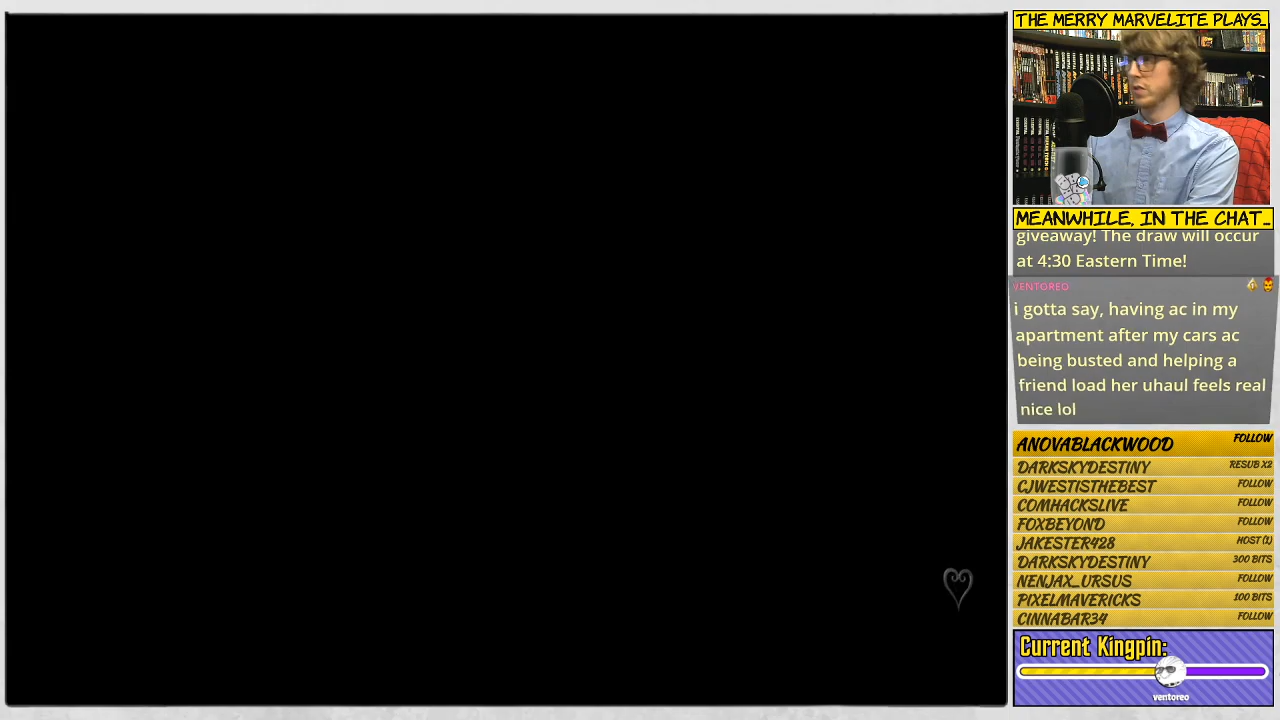 THE MERRY MARVELITE PLAYS...
MEANWHILE, IN THE CHAT...
giveaway! The draw will occur
at 4:30 Eastern Time!
VENTOREO
i gotta say, having ac in my
apartment after my cars ac
being busted and helping a
friend load her uhaul feels real
nice lol
ANOVABLACKWOOD FOLLOW
DARKSKYDESTINY RESUB X2
CJWESTISTHEBEST FOLLOW
COMHACKSLIVE FOLLOW
FOXBEYOND FOLLOW
JAKESTER428 HOST (1)
DARKSKYDESTINY 300 BITS
NENJAX_URSUS FOLLOW
PIXELMAVERICKS 100 BITS
CINNABAR34 FOLLOW
Current Kingpin:
ventoreo